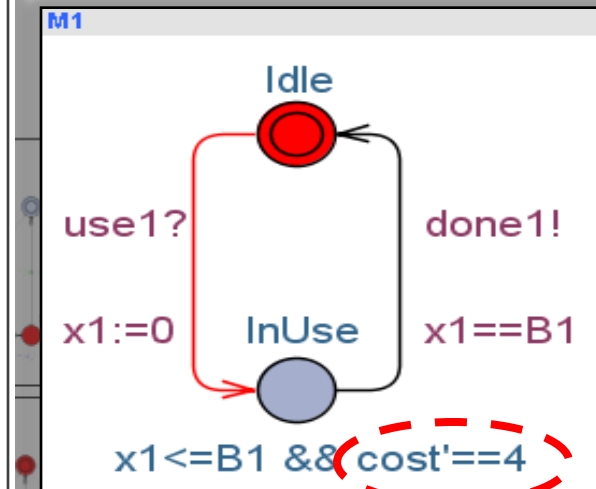 M1
Idle
use1?
done1!
x1:=0
InUse
x1==B1
x1<=B1 && cost'==4